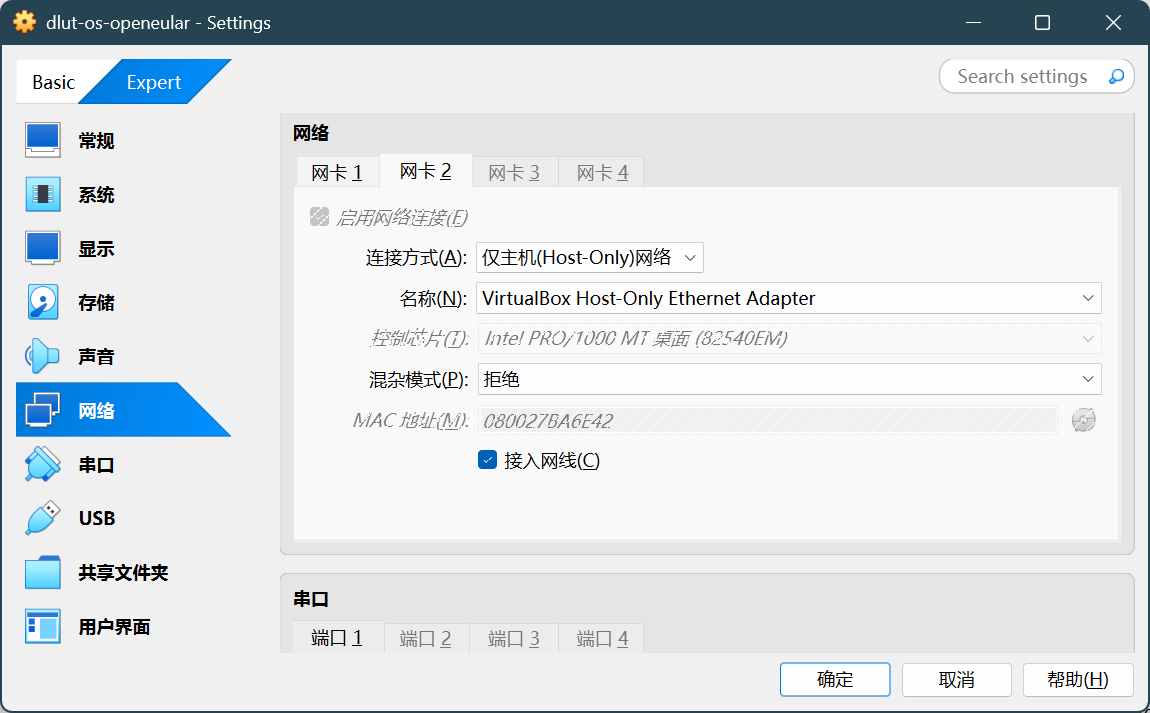 dlut-os-openeular - Settings
Basic Expert
Search settings
常规
系统
显示
存储
声音
网络
串口
USB
共享文件夹
用户界面
网络
网卡 1 网卡 2 网卡 3 网卡 4
启用网络连接(E)
连接方式(A): 仅主机(Host-Only)网络
名称(N): VirtualBox Host-Only Ethernet Adapter
控制芯片(T): Intel PRO/1000 MT 桌面 (82540EM)
混杂模式(P): 拒绝
MAC 地址(M): 080027BA6E42
接入网线(C)
串口
端口 1 端口 2 端口 3 端口 4
确定 取消 帮助(H)